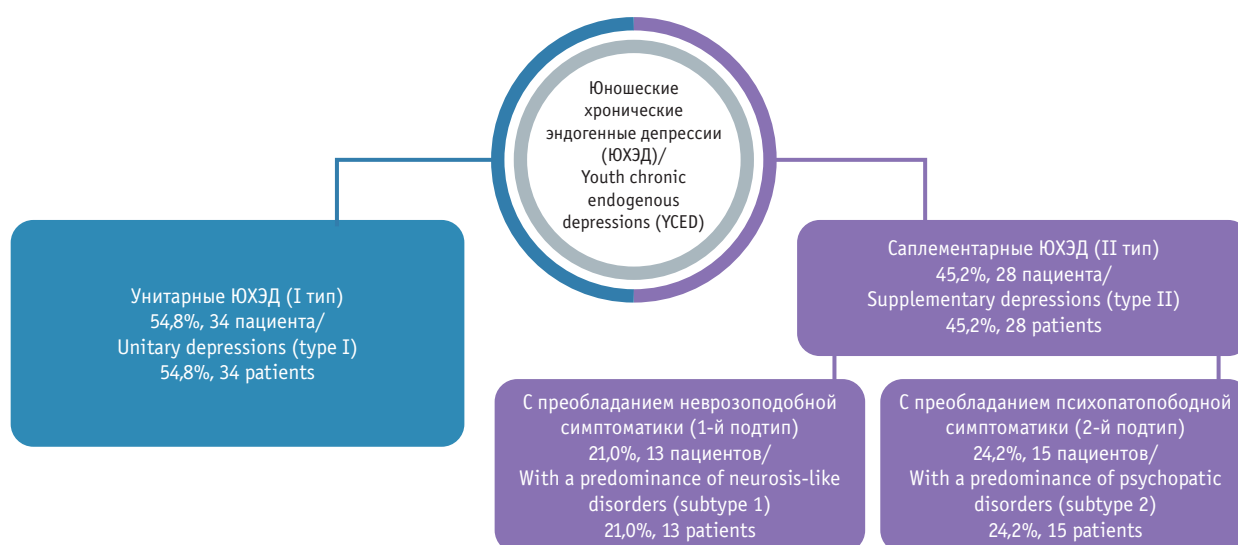 Юношеские
хронические
эндогенные депрессии
(ЮХЭД)/
Youth chronic
endogenous
depressions (YCED)
Унитарные ЮХЭД (I тип)
54,8%, 34 пациента/
Unitary depressions (type I)
54,8%, 34 patients
Саплементарные ЮХЭД (II тип)
45,2%, 28 пациента/
Supplementary depressions (type II)
45,2%, 28 patients
С преобладанием неврозоподобной
симптоматики (1-й подтип)
21,0%, 13 пациентов/
With a predominance of neurosis-like
disorders (subtype 1)
21,0%, 13 patients
С преобладанием психопатопободной
симптоматики (2-й подтип)
24,2%, 15 пациентов/
With a predominance of psychopatic
disorders (subtype 2)
24,2%, 15 patients